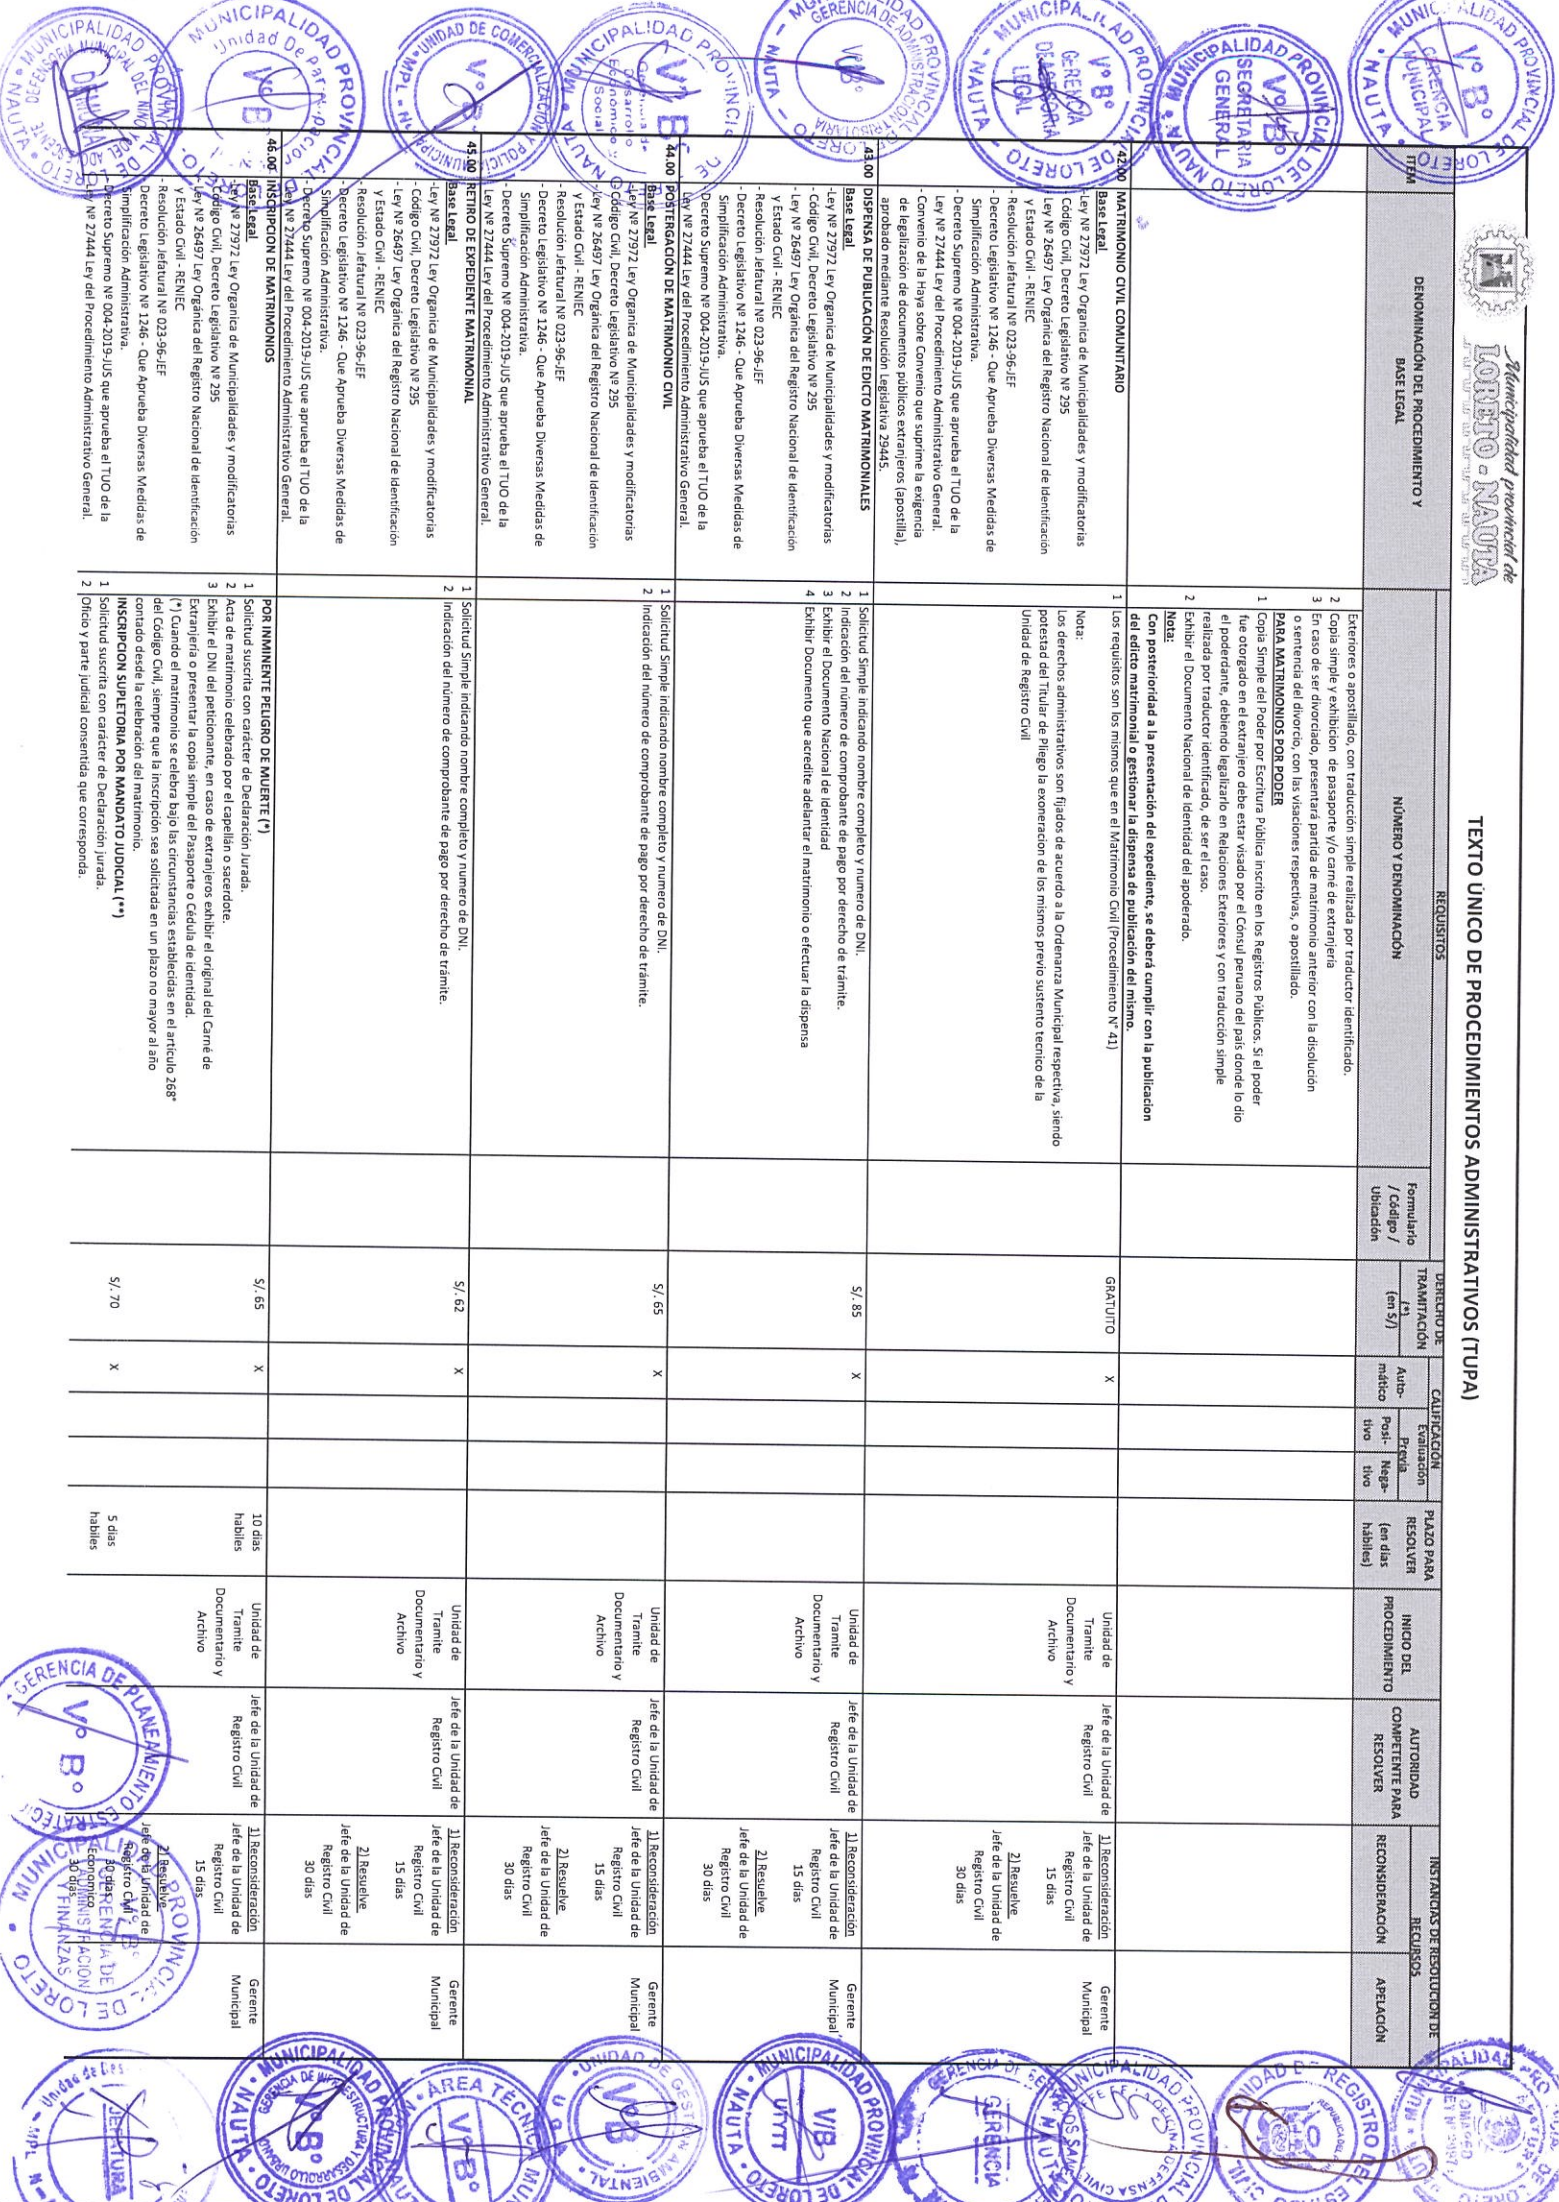 Municipalidad provincial de
LORETO - NAUTA
TEXTO ÚNICO DE PROCEDIMIENTOS ADMINISTRATIVOS (TUPA)
ITEM
DENOMINACIÓN DEL PROCEDIMIENTO Y
BASE LEGAL
REQUISITOS
NÚMERO Y DENOMINACIÓN
Formulario
/ Código /
Ubicación
DERECHO DE
TRAMITACIÓN
(*)
(en S/)
CALIFICACIÓN
Auto-
mático
Evaluación
Previa
Posi-
tivo
Nega-
tivo
PLAZO PARA
RESOLVER
(en dias
hábiles)
INICIO DEL
PROCEDIMIENTO
AUTORIDAD
COMPETENTE PARA
RESOLVER
INSTANCIAS DE RESOLUCION DE
RECURSOS
RECONSIDERACIÓN
APELACIÓN
Exteriores o apostillado, con traducción simple realizada por traductor identificado.
2 Copia simple y exhibicion de pasaporte y/o carné de extranjeria
3 En caso de ser divorciado, presentará partida de matrimonio anterior con la disolución
o sentencia del divorcio, con las visaciones respectivas, o apostillado.
PARA MATRIMONIOS POR PODER
1 Copia Simple del Poder por Escritura Pública inscrito en los Registros Públicos. Si el poder
fue otorgado en el extranjero debe estar visado por el Cónsul peruano del país donde lo dio
el poderdante, debiendo legalizarlo en Relaciones Exteriores y con traducción simple
realizada por traductor identificado, de ser el caso.
2 Exhibir el Documento Nacional de Identidad del apoderado.
Nota:
Con posterioridad a la presentación del expediente, se deberá cumplir con la publicacion
del edicto matrimonial o gestionar la dispensa de publicación del mismo.
42.00 MATRIMONIO CIVIL COMUNITARIO
Base Legal
-Ley Nº 27972 Ley Organica de Municipalidades y modificatorias
Código Civil, Decreto Legislativo Nº 295
Ley Nº 26497 Ley Orgánica del Registro Nacional de Identificación
y Estado Civil - RENIEC
- Resolución Jefatural Nº 023-96-JEF
- Decreto Legislativo Nº 1246 - Que Aprueba Diversas Medidas de
Simplificación Administrativa.
- Decreto Supremo Nº 004-2019-JUS que aprueba el TUO de la
Ley Nº 27444 Ley del Procedimiento Administrativo General.
- Convenio de la Haya sobre Convenio que suprime la exigencia
de legalización de documentos públicos extranjeros (apostilla),
aprobado mediante Resolución Legislativa 29445.
1 Los requisitos son los mismos que en el Matrimonio Civil (Procedimiento N° 41)
Nota:
Los derechos administrativos son fijados de acuerdo a la Ordenanza Municipal respectiva, siendo
potestad del Titular de Pliego la exoneracion de los mismos previo sustento tecnico de la
Unidad de Registro Civil
GRATUITO
X
Unidad de
Tramite
Documentario y
Archivo
Jefe de la Unidad de
Registro Civil
1) Reconsideración
Jefe de la Unidad de
Registro Civil
15 dias
2) Resuelve
Jefe de la Unidad de
Registro Civil
30 dias
Gerente
Municipal
43.00 DISPENSA DE PUBLICACIÓN DE EDICTO MATRIMONIALES
Base Legal
-Ley Nº 27972 Ley Organica de Municipalidades y modificatorias
- Código Civil, Decreto Legislativo Nº 295
-Ley Nº 26497 Ley Orgánica del Registro Nacional de Identificación
y Estado Civil - RENIEC
- Resolución Jefatural Nº 023-96-JEF
- Decreto Legislativo Nº 1246 - Que Aprueba Diversas Medidas de
Simplificación Administrativa.
- Decreto Supremo Nº 004-2019-JUS que aprueba el TUO de la
Ley Nº 27444 Ley del Procedimiento Administrativo General.
1 Solicitud Simple indicando nombre completo y numero de DNI.
2 Indicación del número de comprobante de pago por derecho de trámite.
3 Exhibir el Documento Nacional de Identidad
4 Exhibir Documento que acredite adelantar el matrimonio o efectuar la dispensa
S/. 85
X
Unidad de
Tramite
Documentario y
Archivo
Jefe de la Unidad de
Registro Civil
1) Reconsideración
Jefe de la Unidad de
Registro Civil
15 dias
2) Resuelve
Jefe de la Unidad de
Registro Civil
30 dias
Gerente
Municipal
44.00 POSTERGACIÓN DE MATRIMONIO CIVIL
Base Legal
-Ley Nº 27972 Ley Organica de Municipalidades y modificatorias
Código Civil, Decreto Legislativo Nº 295
-Ley Nº 26497 Ley Orgánica del Registro Nacional de Identificación
y Estado Civil - RENIEC
- Resolución Jefatural Nº 023-96-JEF
- Decreto Legislativo Nº 1246 - Que Aprueba Diversas Medidas de
Simplificación Administrativa.
- Decreto Supremo Nº 004-2019-JUS que aprueba el TUO de la
Ley Nº 27444 Ley del Procedimiento Administrativo General.
1 Solicitud Simple indicando nombre completo y numero de DNI.
2 Indicación del número de comprobante de pago por derecho de trámite.
S/. 65
X
Unidad de
Tramite
Documentario y
Archivo
Jefe de la Unidad de
Registro Civil
1) Reconsideración
Jefe de la Unidad de
Registro Civil
15 dias
2) Resuelve
Jefe de la Unidad de
Registro Civil
30 dias
Gerente
Municipal
45.00 RETIRO DE EXPEDIENTE MATRIMONIAL
Base Legal
-Ley Nº 27972 Ley Organica de Municipalidades y modificatorias
- Código Civil, Decreto Legislativo Nº 295
- Ley Nº 26497 Ley Orgánica del Registro Nacional de Identificación
y Estado Civil - RENIEC
- Resolución Jefatural Nº 023-96-JEF
- Decreto Legislativo Nº 1246 - Que Aprueba Diversas Medidas de
Simplificación Administrativa.
- Decreto Supremo Nº 004-2019-JUS que aprueba el TUO de la
Ley Nº 27444 Ley del Procedimiento Administrativo General.
1 Solicitud Simple indicando nombre completo y numero de DNI.
2 Indicación del número de comprobante de pago por derecho de trámite.
S/. 62
X
Unidad de
Tramite
Documentario y
Archivo
Jefe de la Unidad de
Registro Civil
1) Reconsideración
Jefe de la Unidad de
Registro Civil
15 dias
2) Resuelve
Jefe de la Unidad de
Registro Civil
30 dias
Gerente
Municipal
46.00 INSCRIPCION DE MATRIMONIOS
Base Legal
-Ley Nº 27972 Ley Organica de Municipalidades y modificatorias
Código Civil, Decreto Legislativo Nº 295
- Ley Nº 26497 Ley Orgánica del Registro Nacional de Identificación
y Estado Civil - RENIEC
- Resolución Jefatural Nº 023-96-JEF
Decreto Legislativo Nº 1246 - Que Aprueba Diversas Medidas de
Simplificación Administrativa.
- Decreto Supremo Nº 004-2019-JUS que aprueba el TUO de la
Ley Nº 27444 Ley del Procedimiento Administrativo General.
POR INMINENTE PELIGRO DE MUERTE (*)
1 Solicitud suscrita con carácter de Declaración Jurada.
2 Acta de matrimonio celebrado por el capellán o sacerdote.
3 Exhibir el DNI del peticionante, en caso de extranjeros exhibir el original del Carné de
Extranjería o presentar la copia simple del Pasaporte o Cédula de identidad.
(*) Cuando el matrimonio se celebra bajo las circunstancias establecidas en el artículo 268°
del Código Civil, siempre que la inscripción sea solicitada en un plazo no mayor al año
contado desde la celebración del matrimonio.
INSCRIPCION SUPLETORIA POR MANDATO JUDICIAL (**)
1 Solicitud suscrita con carácter de Declaración jurada.
2 Oficio y parte judicial consentida que corresponda.
S/. 65
X
10 dias
habiles
S/. 70
X
5 dias
habiles
Unidad de
Tramite
Documentario y
Archivo
Jefe de la Unidad de
Registro Civil
1) Reconsideración
Jefe de la Unidad de
Registro Civil
15 dias
2) Resuelve
Jefe de la Unidad de
Registro Civil
30 dias
Economico
30 dias
Gerente
Municipal